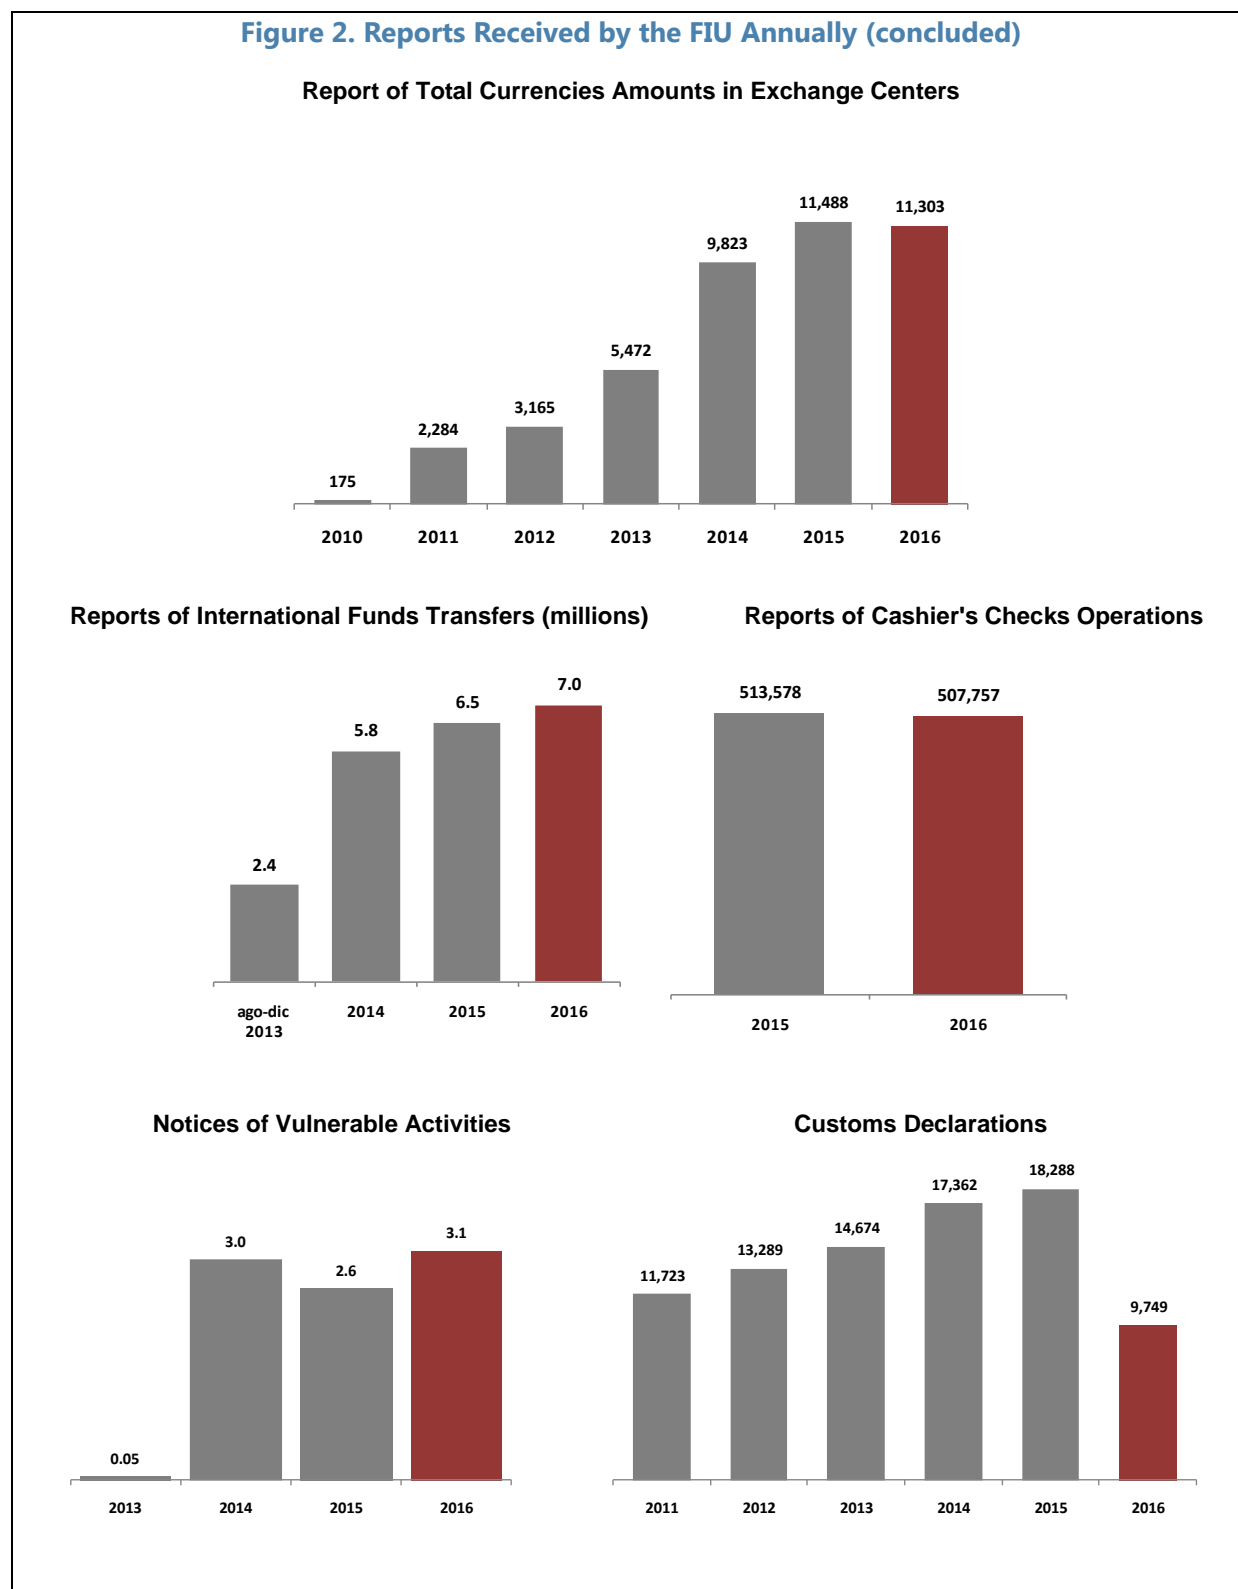 Figure 2. Reports Received by the FIU Annually (concluded)
Report of Total Currencies Amounts in Exchange Centers
11,488
11,303
9,823
5,472
3,165
2,284
175
2010 2011 2012 2013 2014 2015 2016
Reports of International Funds Transfers (millions)
7.0
6.5
5.8
2.4
ago-dic 2014 2015 2016
2013
Reports of Cashier's Checks Operations
513,578
507,757
2015 2016
Notices of Vulnerable Activities
3.1
3.0
2.6
0.05
2013 2014 2015 2016
Customs Declarations
18,288
17,362
14,674
13,289
11,723
9,749
2011 2012 2013 2014 2015 2016